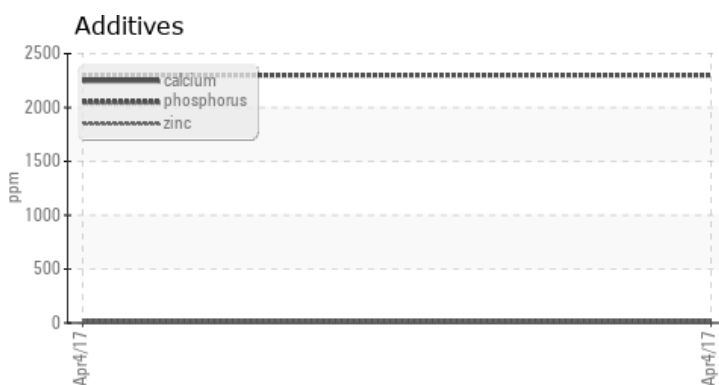 Additives
2500
2000
1500
1000
500
0
ppm
calcium
phosphorus
zinc
Apr4/17
Apr4/17